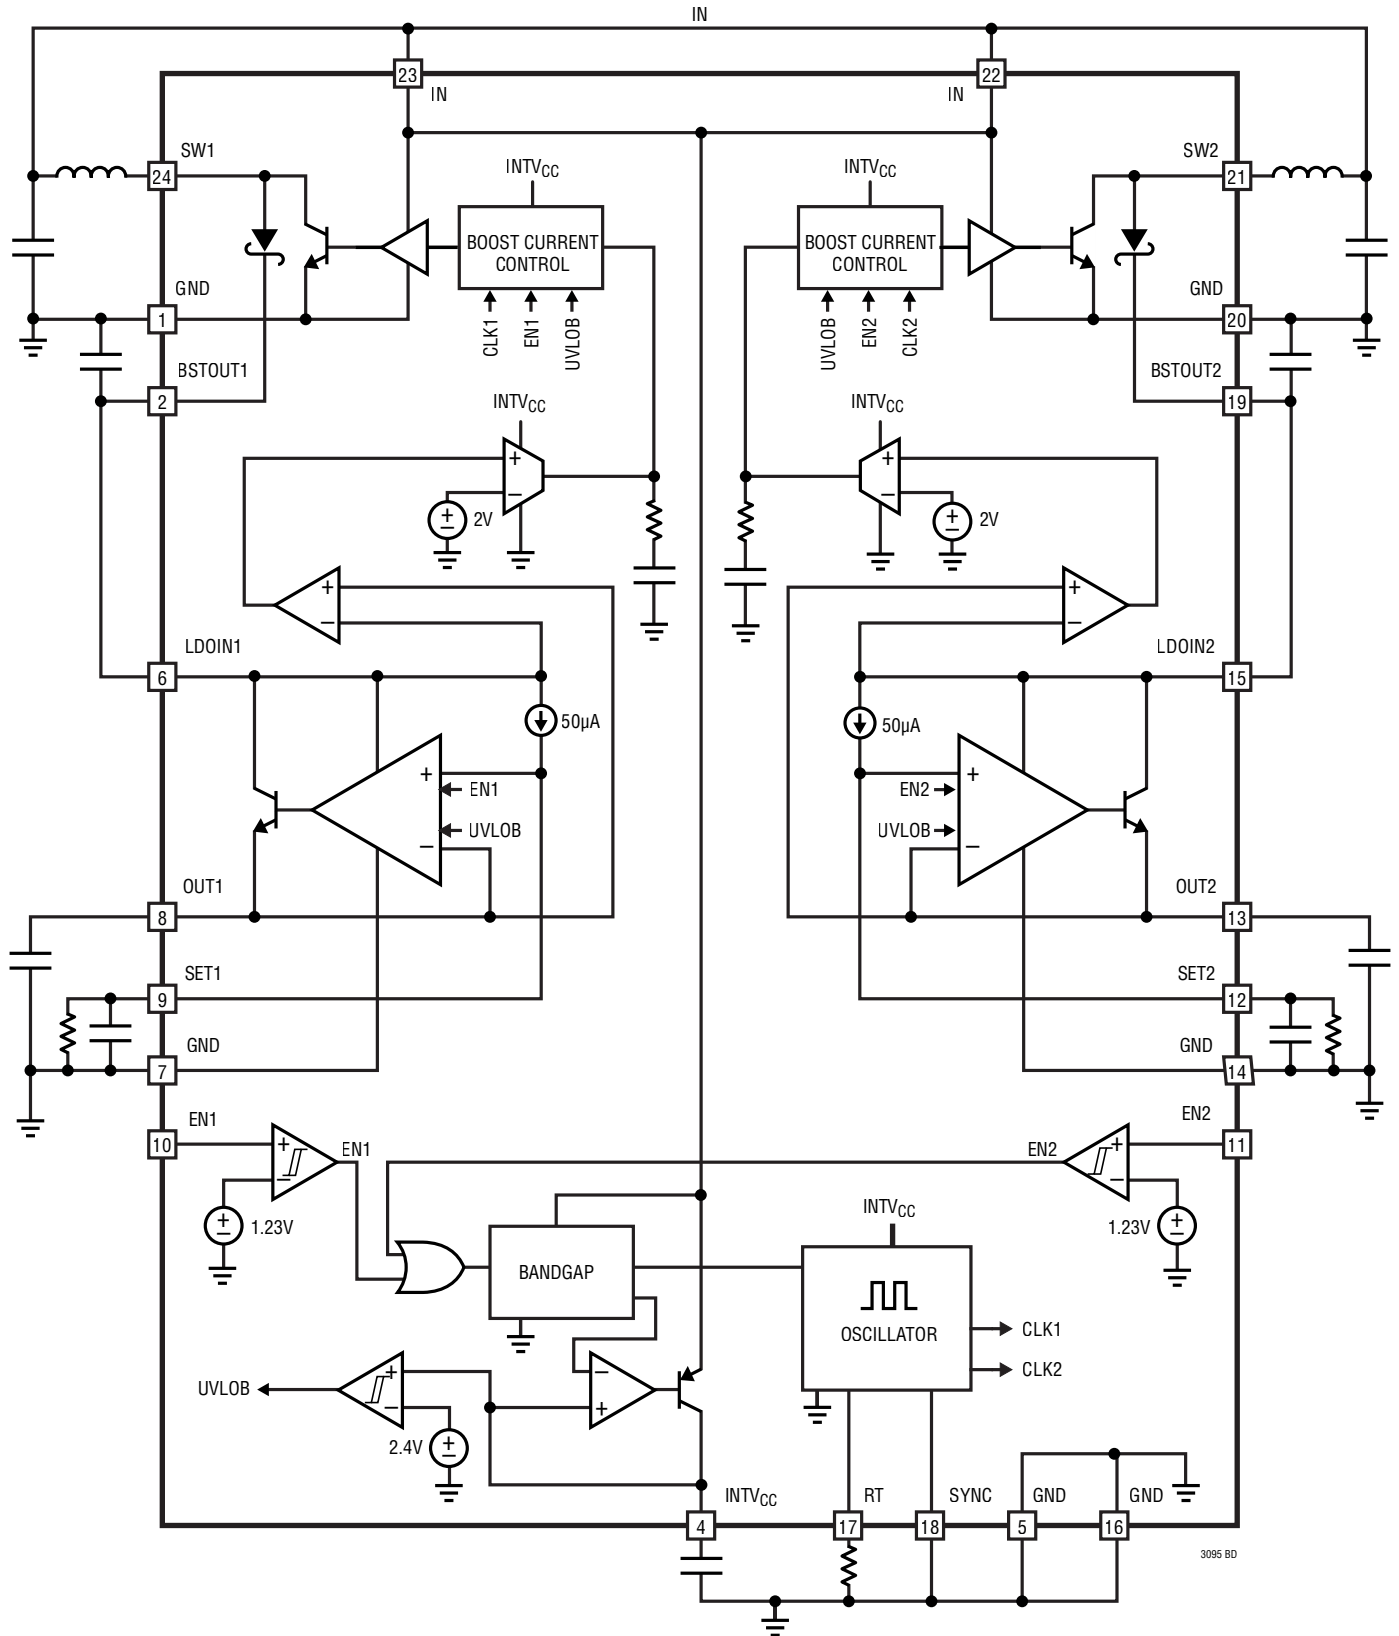 IN
23
22
IN
IN
SW1
SW2
24
INTVCC
INTVCC
21
BOOST CURRENT
CONTROL
BOOST CURRENT
CONTROL
GND
GND
1
CLK1
EN1
UVLOB
UVLOB
EN2
CLK2
20
BSTOUT1
BSTOUT2
2
INTVCC
INTVCC
19
+
+
–
–
+
–
2V
+
–
2V
+
+
–
–
LDOIN1
LDOIN2
6
15
50µA
50µA
+
EN1
EN2
+
UVLOB
UVLOB
–
–
OUT1
OUT2
8
13
SET1
SET2
9
12
GND
GND
7
14
EN1
EN2
10
+
EN1
EN2
+
11
–
–
+
–
1.23V
INTVCC
1.23V
+
–
BANDGAP
OSCILLATOR
CLK1
CLK2
UVLOB
+
–
–
+
2.4V
+
–
INTVCC
RT
SYNC
GND
GND
4
17
18
5
16
3095 BD